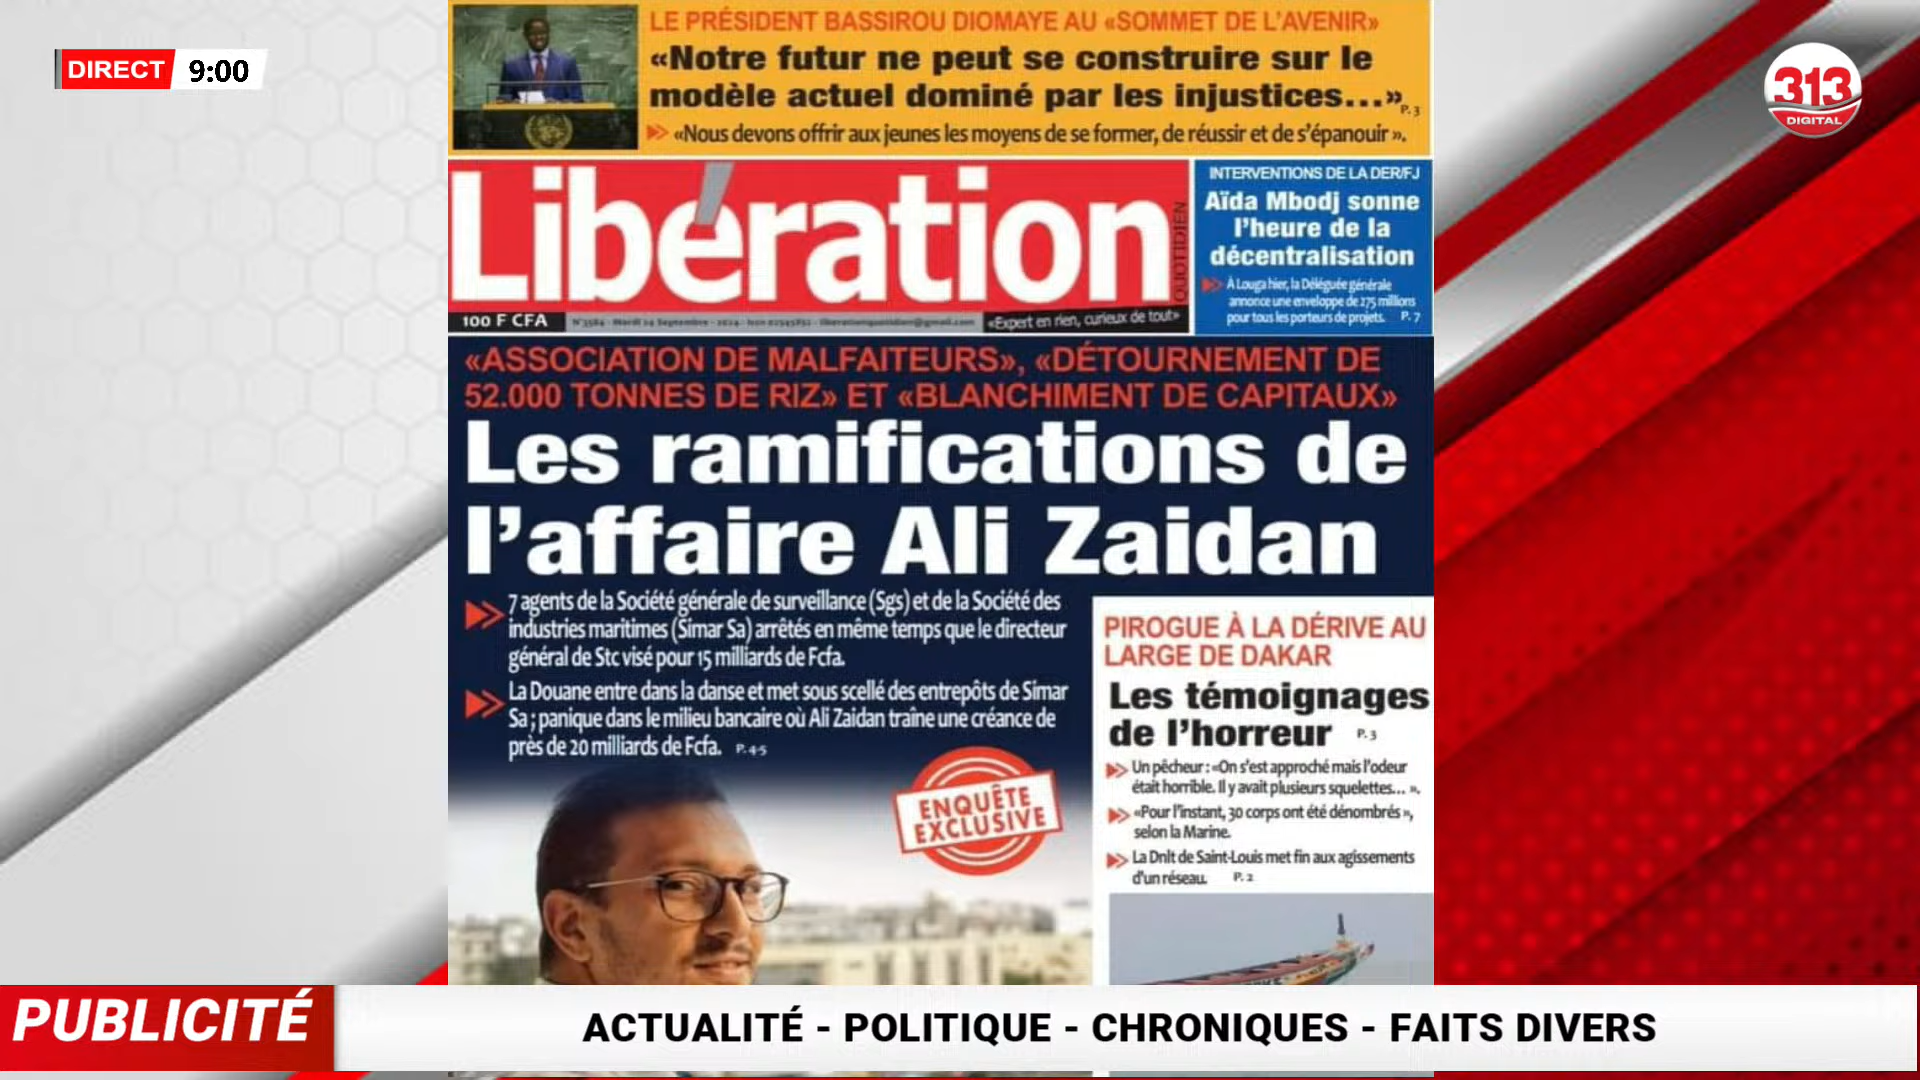 DIRECT 9:00
313
DIGITAL
LE PRÉSIDENT BASSIROU DIOMAYE AU «SOMMET DE L'AVENIR»
«Notre futur ne peut se construire sur le
modèle actuel dominé par les injustices...» P. 3
«Nous devons offrir aux jeunes les moyens de se former, de réussir et de s'épanouir ».
Libération
QUOTIDIEN
100 F CFA
Mardi 24 Septembre - 2024
«Expert en rien, curieux de tout»
INTERVENTIONS DE LA DER/FJ
Aïda Mbodj sonne
l'heure de la
décentralisation
À Louga hier, la Déléguée générale
annonce une enveloppe de 275 millions
pour tous les porteurs de projets. P. 7
«ASSOCIATION DE MALFAITEURS», «DÉTOURNEMENT DE
52.000 TONNES DE RIZ» ET «BLANCHIMENT DE CAPITAUX»
Les ramifications de
l'affaire Ali Zaidan
7 agents de la Société générale de surveillance (Sgs) et de la Société des
industries maritimes (Simar Sa) arrêtés en même temps que le directeur
général de Stc visé pour 15 milliards de Fcfa.
La Douane entre dans la danse et met sous scellé des entrepôts de Simar
Sa ; panique dans le milieu bancaire où Ali Zaidan traîne une créance de
près de 20 milliards de Fcfa. P. 4-5
ENQUÊTE
EXCLUSIVE
PIROGUE À LA DÉRIVE AU
LARGE DE DAKAR
Les témoignages
de l'horreur P. 3
Un pêcheur : «On s'est approché mais l'odeur
était horrible. Il y avait plusieurs squelettes... ».
«Pour l'instant, 30 corps ont été dénombrés »,
selon la Marine.
La Dnlt de Saint-Louis met fin aux agissements
d'un réseau. P. 2
PUBLICITÉ
ACTUALITÉ - POLITIQUE - CHRONIQUES - FAITS DIVERS